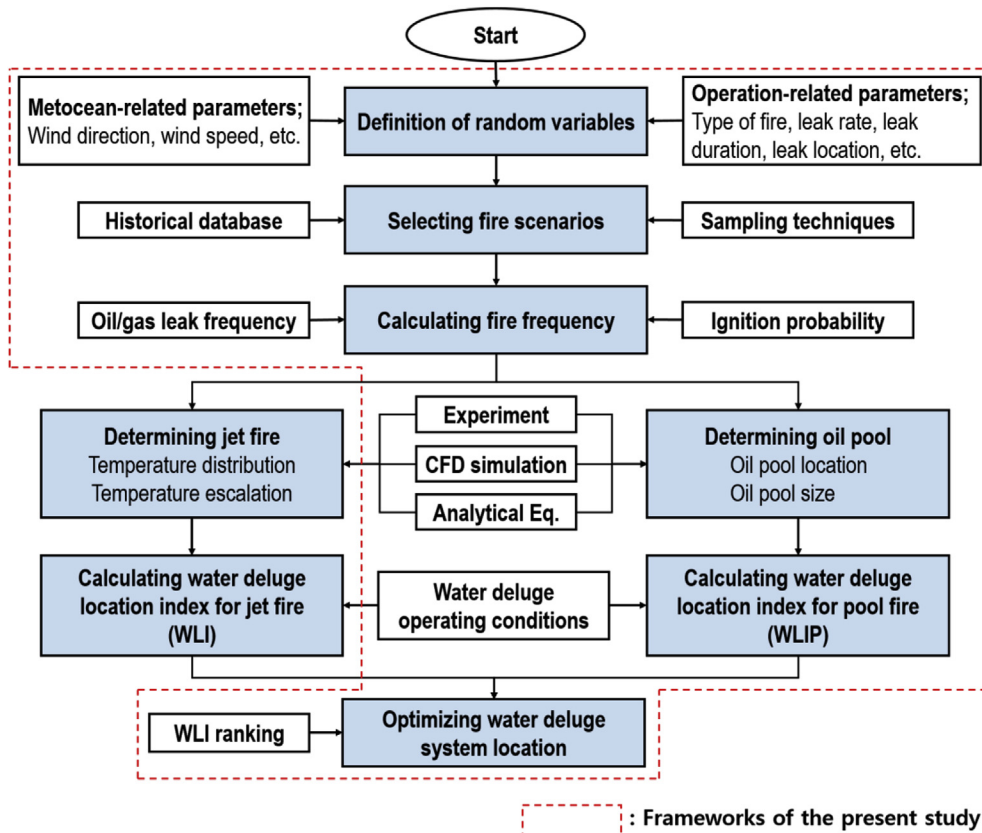 Start
Metocean-related parameters;
Wind direction, wind speed, etc.
Definition of random variables
Operation-related parameters;
Type of fire, leak rate, leak
duration, leak location, etc.
Historical database
Selecting fire scenarios
Sampling techniques
Oil/gas leak frequency
Calculating fire frequency
Ignition probability
Determining jet fire
Temperature distribution
Temperature escalation
Experiment
CFD simulation
Analytical Eq.
Determining oil pool
Oil pool location
Oil pool size
Calculating water deluge
location index for jet fire
(WLI)
Water deluge
operating conditions
Calculating water deluge
location index for pool fire
(WLIP)
WLI ranking
Optimizing water deluge
system location
: Frameworks of the present study